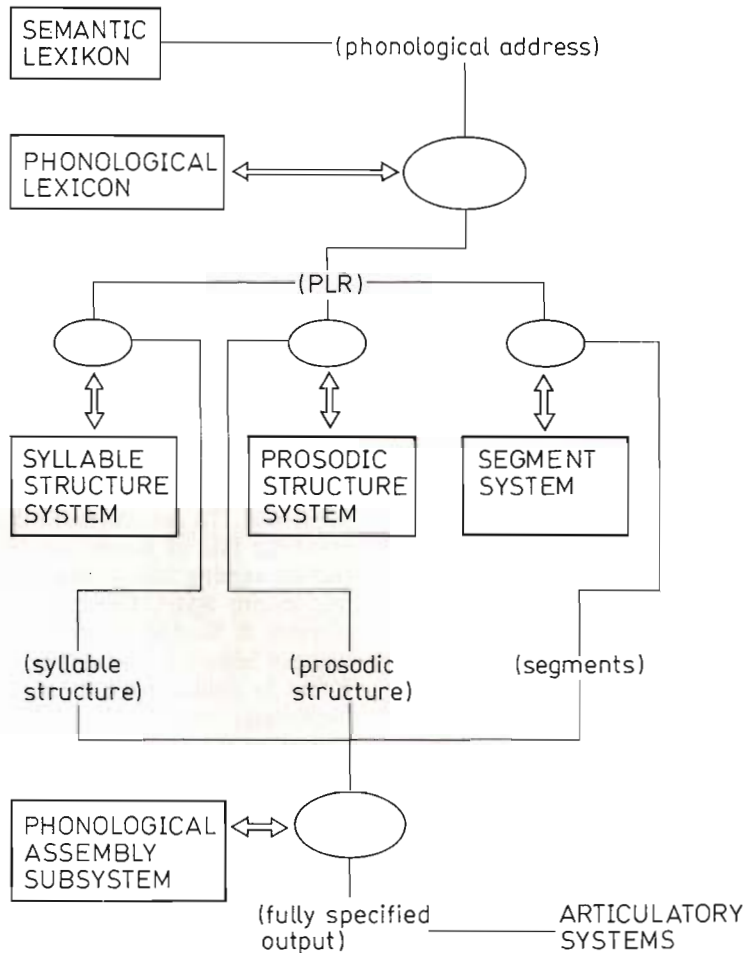 SEMANTIC
LEXIKON
(phonological address)
PHONOLOGICAL
LEXICON
(PLR)
SYLLABLE
STRUCTURE
SYSTEM
PROSODIC
STRUCTURE
SYSTEM
SEGMENT
SYSTEM
(syllable
structure)
(prosodic
structure)
(segments)
PHONOLOGICAL
ASSEMBLY
SUBSYSTEM
(fully specified
output)
ARTICULATORY
SYSTEMS